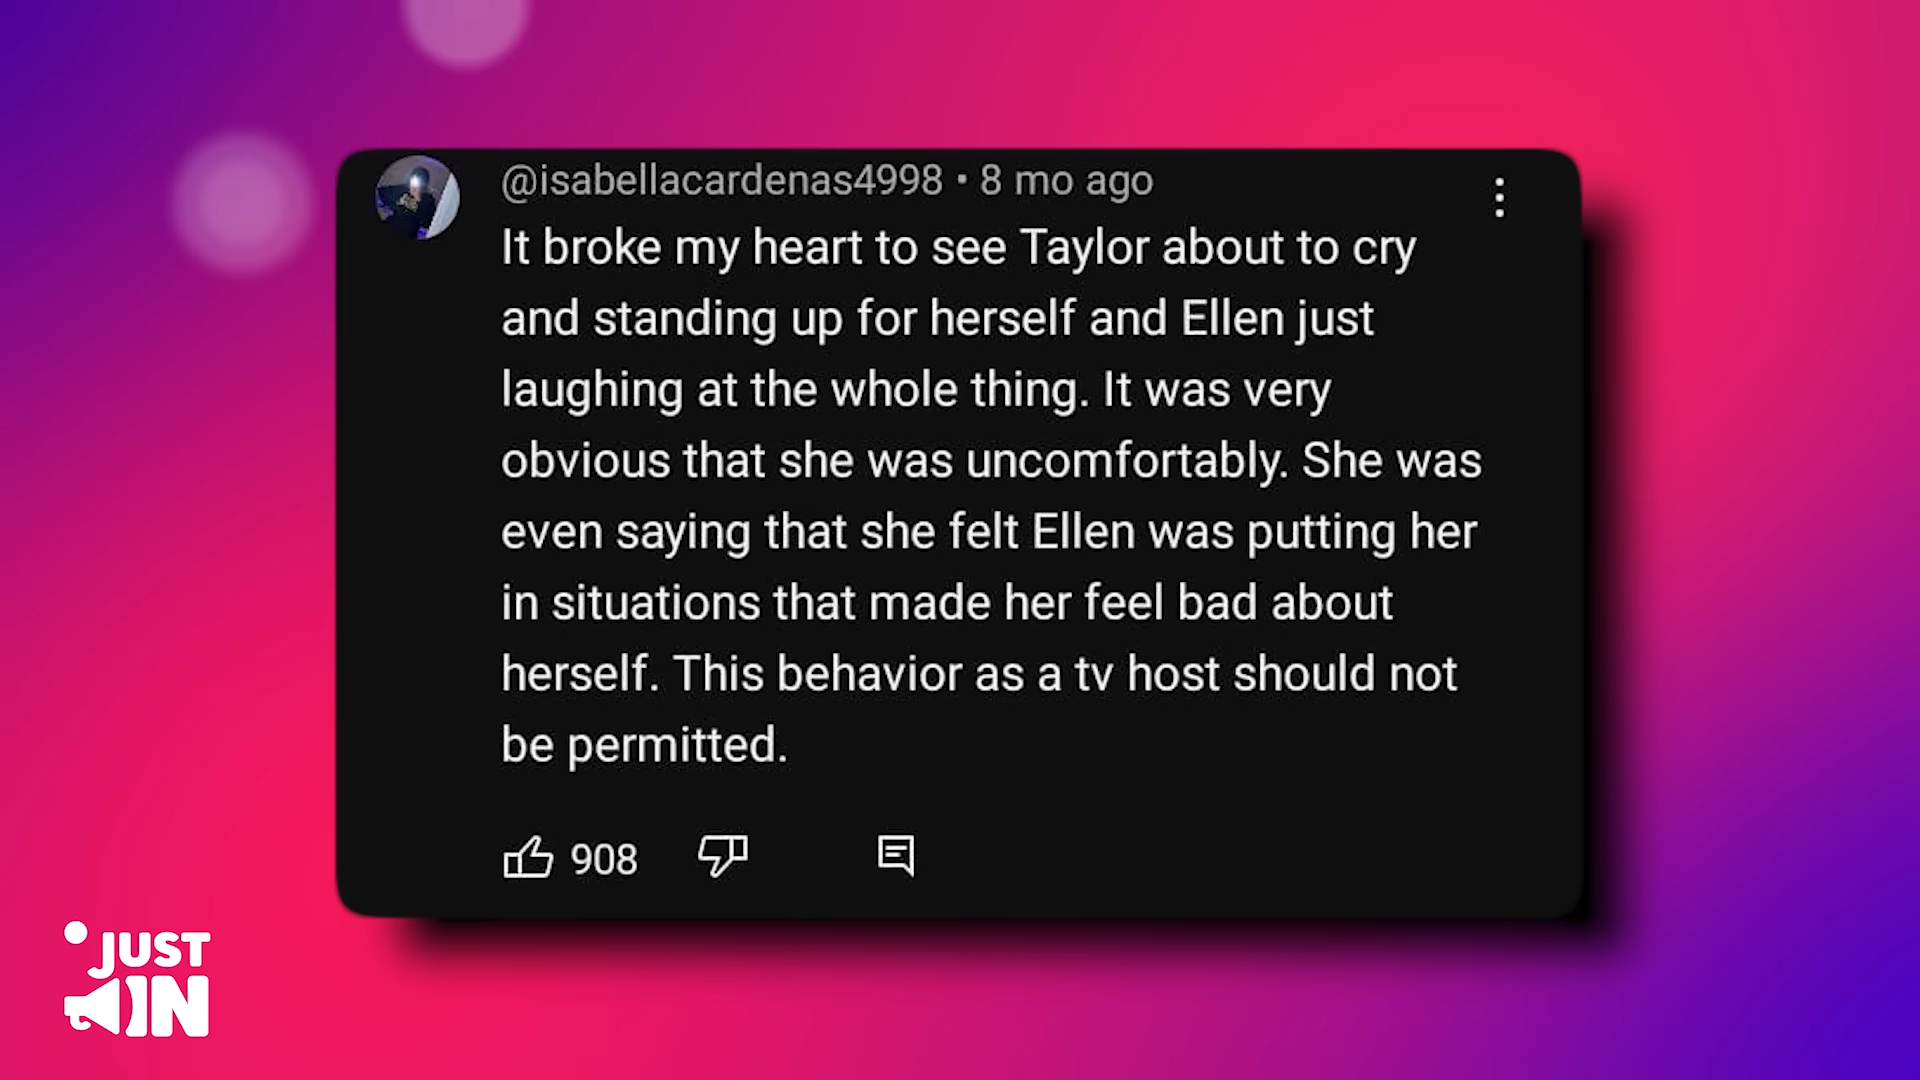 @isabellacardenas4998 • 8 mo ago
It broke my heart to see Taylor about to cry
and standing up for herself and Ellen just
laughing at the whole thing. It was very
obvious that she was uncomfortably. She was
even saying that she felt Ellen was putting her
in situations that made her feel bad about
herself. This behavior as a tv host should not
be permitted.
908
JUST
IN